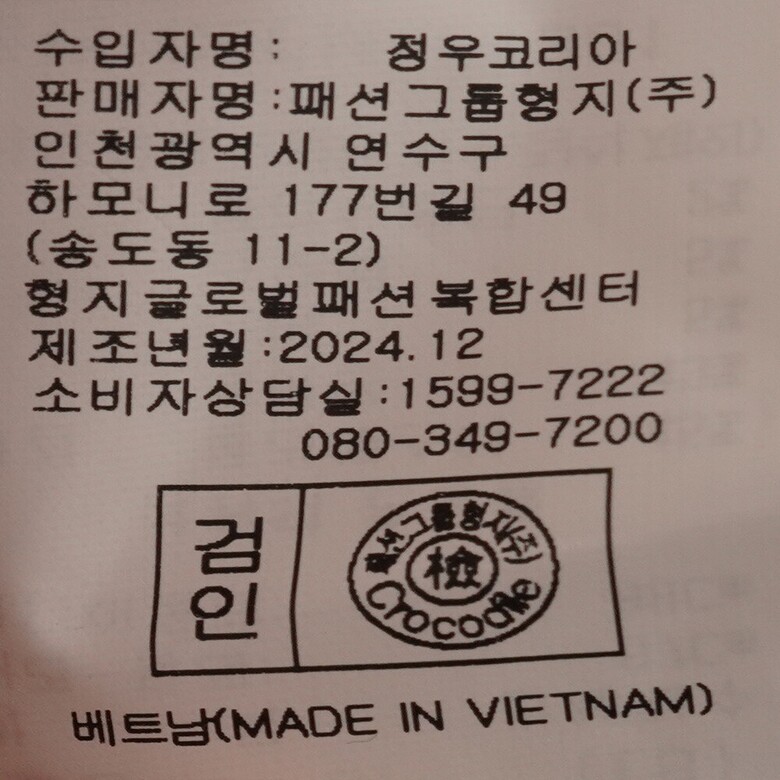 수입자명: 정우코리아
판매자명:패션그룹형지(주)
인천광역시 연수구
하모니로 177번길 49
(송도동 11-2)
형지글로벌패션복합센터
제조년월:2024.12
소비자상담실:1599-7222
080-349-7200
검인
패션그룹형지(주)
檢
Crocodile
베트남(MADE IN VIETNAM)